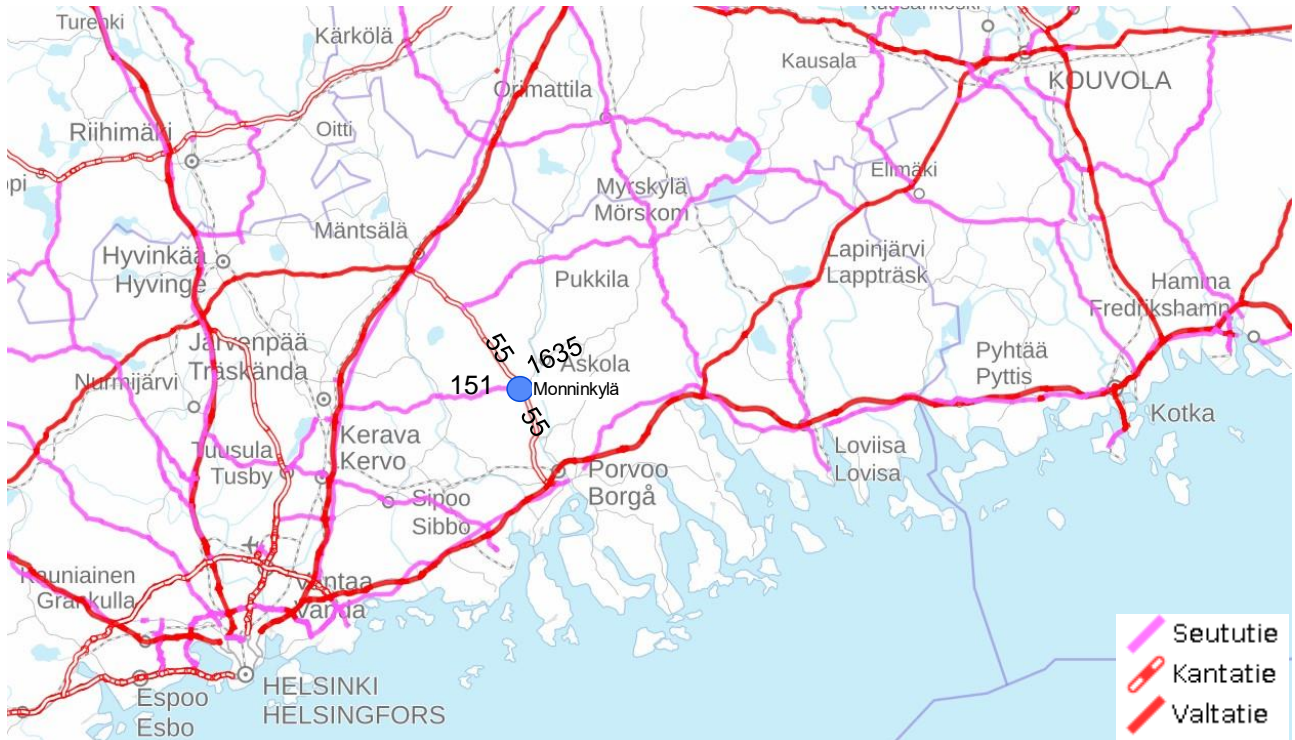 Turenki
Kärkölä
Kausala
KOUVOLA
Orimattila
Riihimäki
Oitti
Elimäki
Myrskylä
Mörskom
Mäntsälä
Hyvinkää
Hyvinge
Pukkila
Lapinjärvi
Lappträsk
Hamina
Fredrikshamn
Järvenpää
Träskända
Nurmijärvi
55
1635
Askola
151
Monninkylä
55
Pyhtää
Pyttis
Kotka
Kerava
Kervo
Tuusula
Tusby
Porvoo
Borgå
Loviisa
Lovisa
Sipoo
Sibbo
Kauniainen
Grankulla
Vantaa
Vanda
HELSINKI
HELSINGFORS
Espoo
Esbo
Seututie
Kantatie
Valtatie